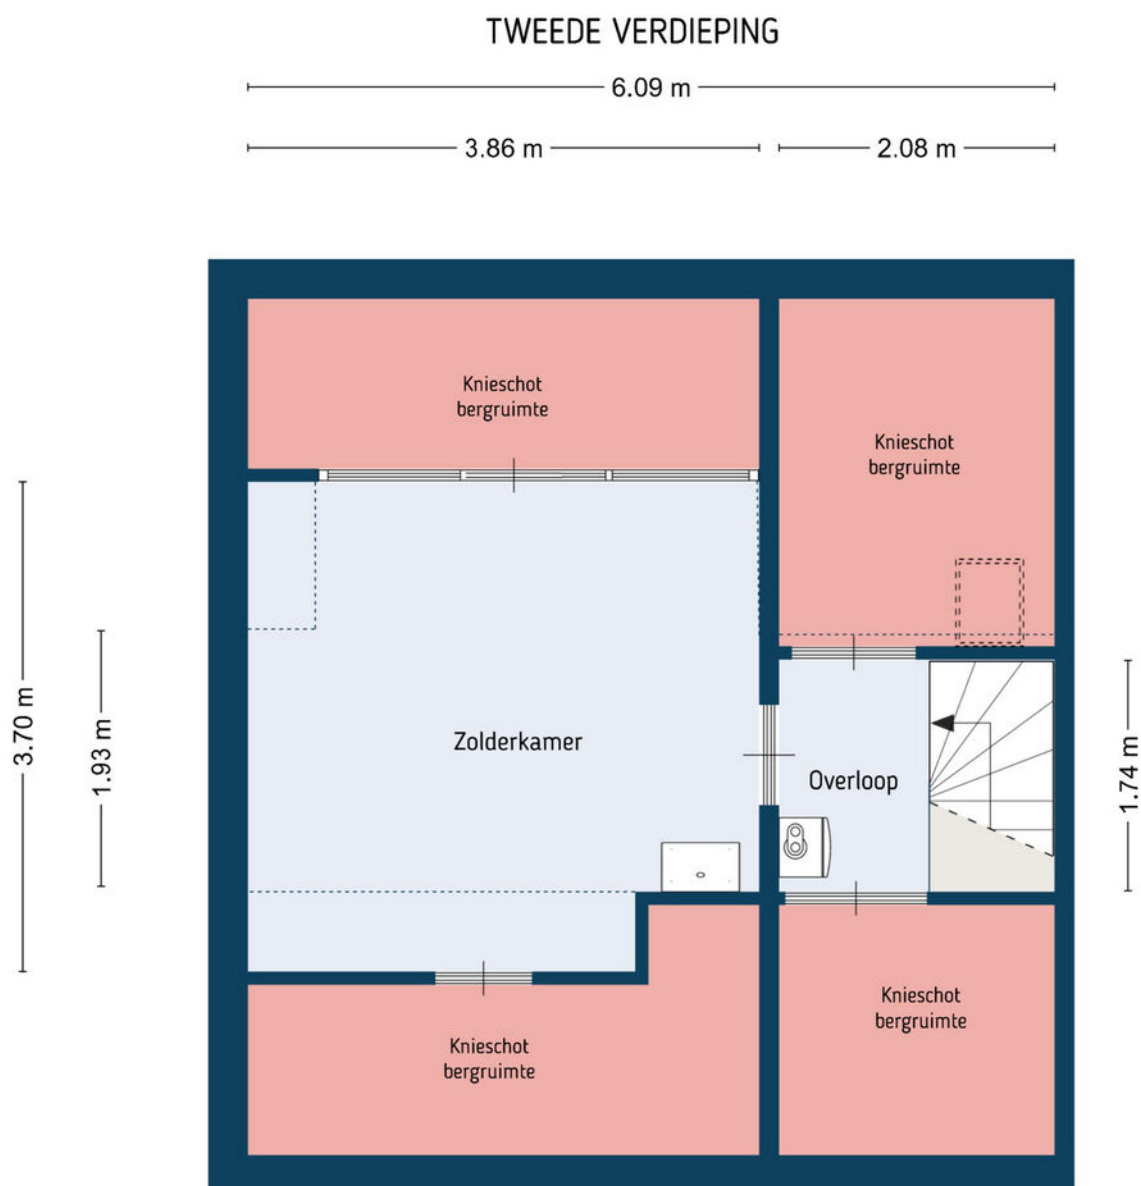 TWEEDE VERDIEPING
6.09 m
3.86 m
2.08 m
Knieschot
bergruimte
Knieschot
bergruimte
3.70 m
1.93 m
Zolderkamer
Overloop
1.74 m
Knieschot
bergruimte
Knieschot
bergruimte